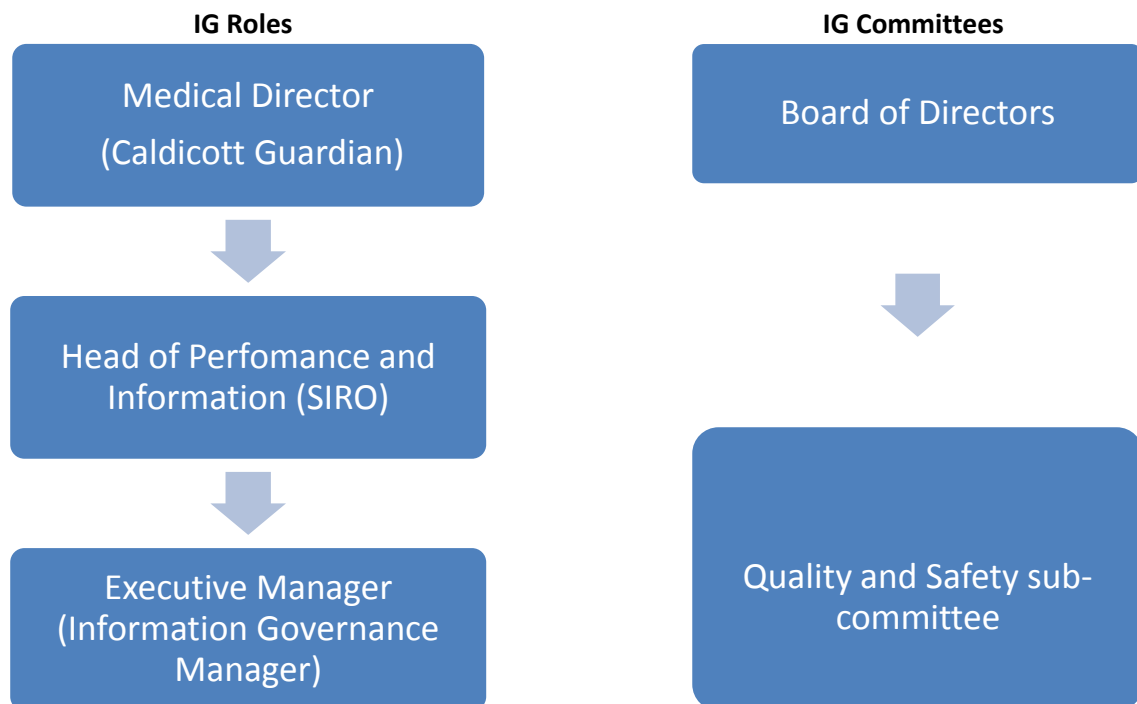 IG Roles
Medical Director
(Caldicott Guardian)
Head of Perfomance and
Information (SIRO)
Executive Manager
(Information Governance
Manager)
IG Committees
Board of Directors
Quality and Safety sub-
committee